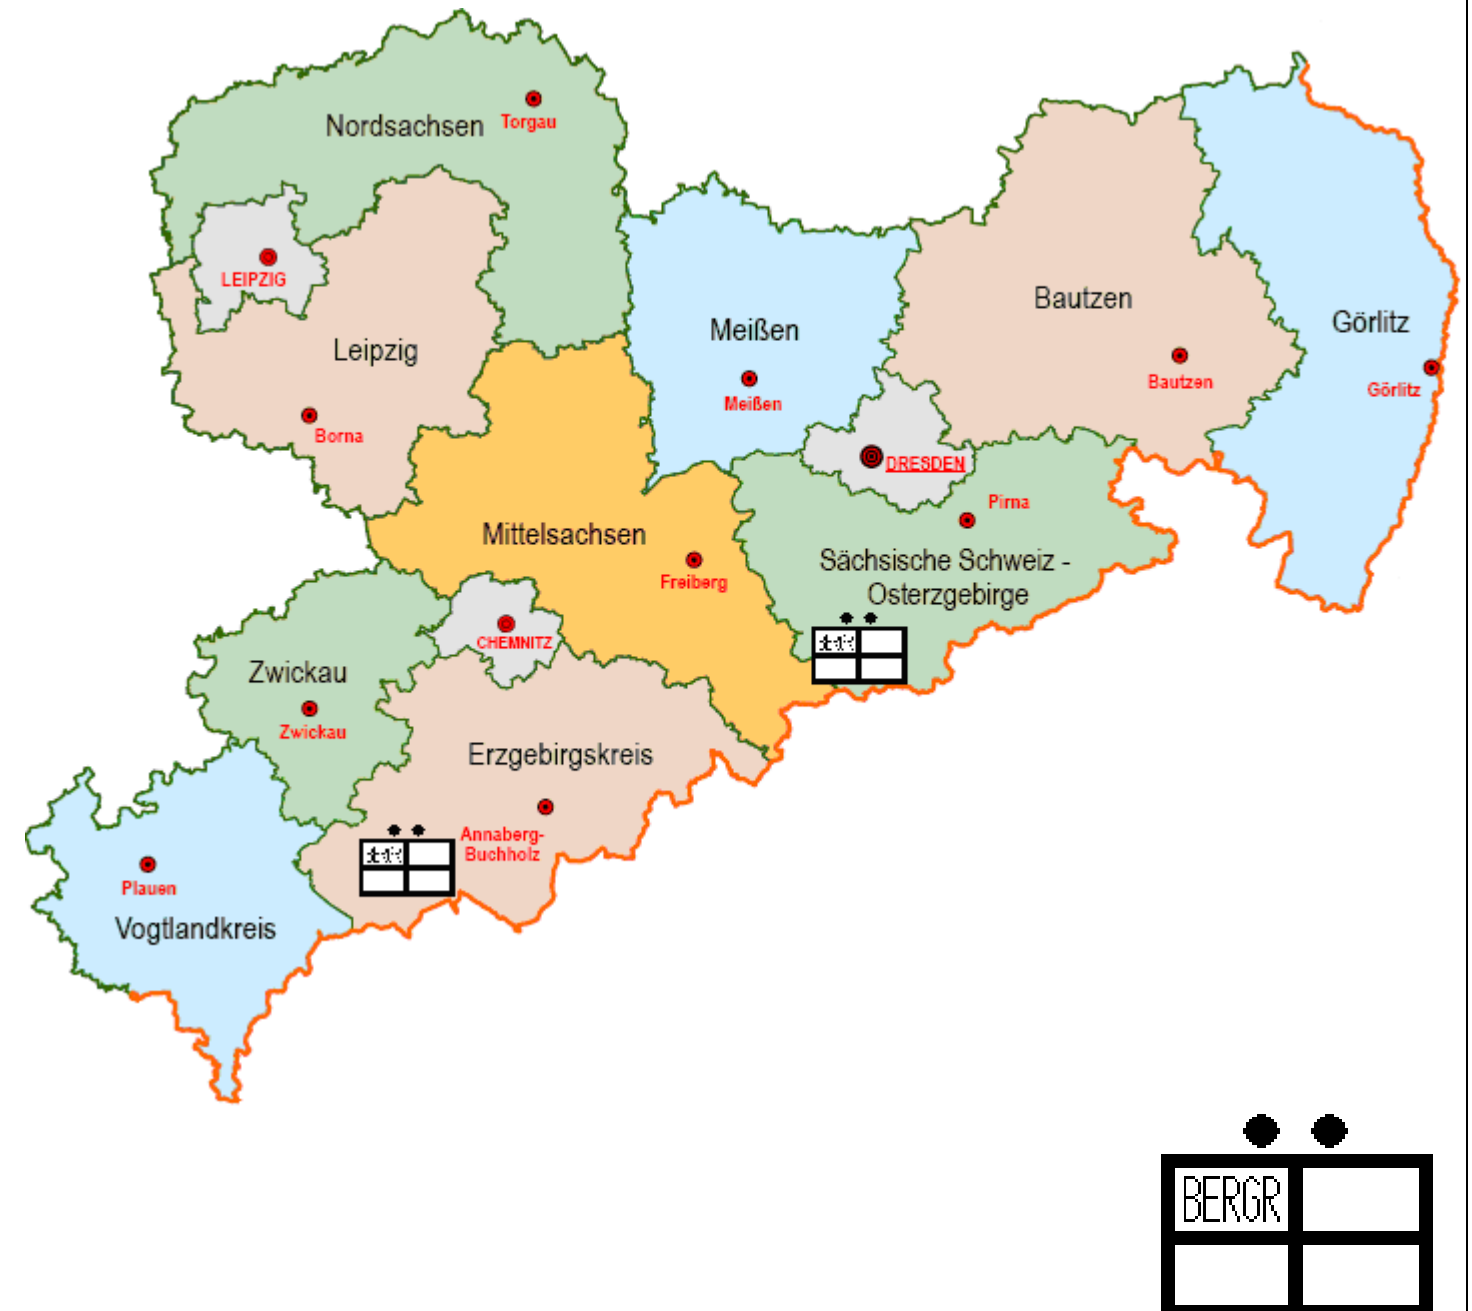 Nordsachsen
Torgau
LEIPZIG
Leipzig
Borna
Meißen
Meißen
Bautzen
Bautzen
Görlitz
Görlitz
DRESDEN
Pirna
Sächsische Schweiz -
Osterzgebirge
Mittelsachsen
Freiberg
CHEMNITZ
Zwickau
Zwickau
Erzgebirgskreis
Annaberg-
Buchholz
Plauen
Vogtlandkreis
BERGR